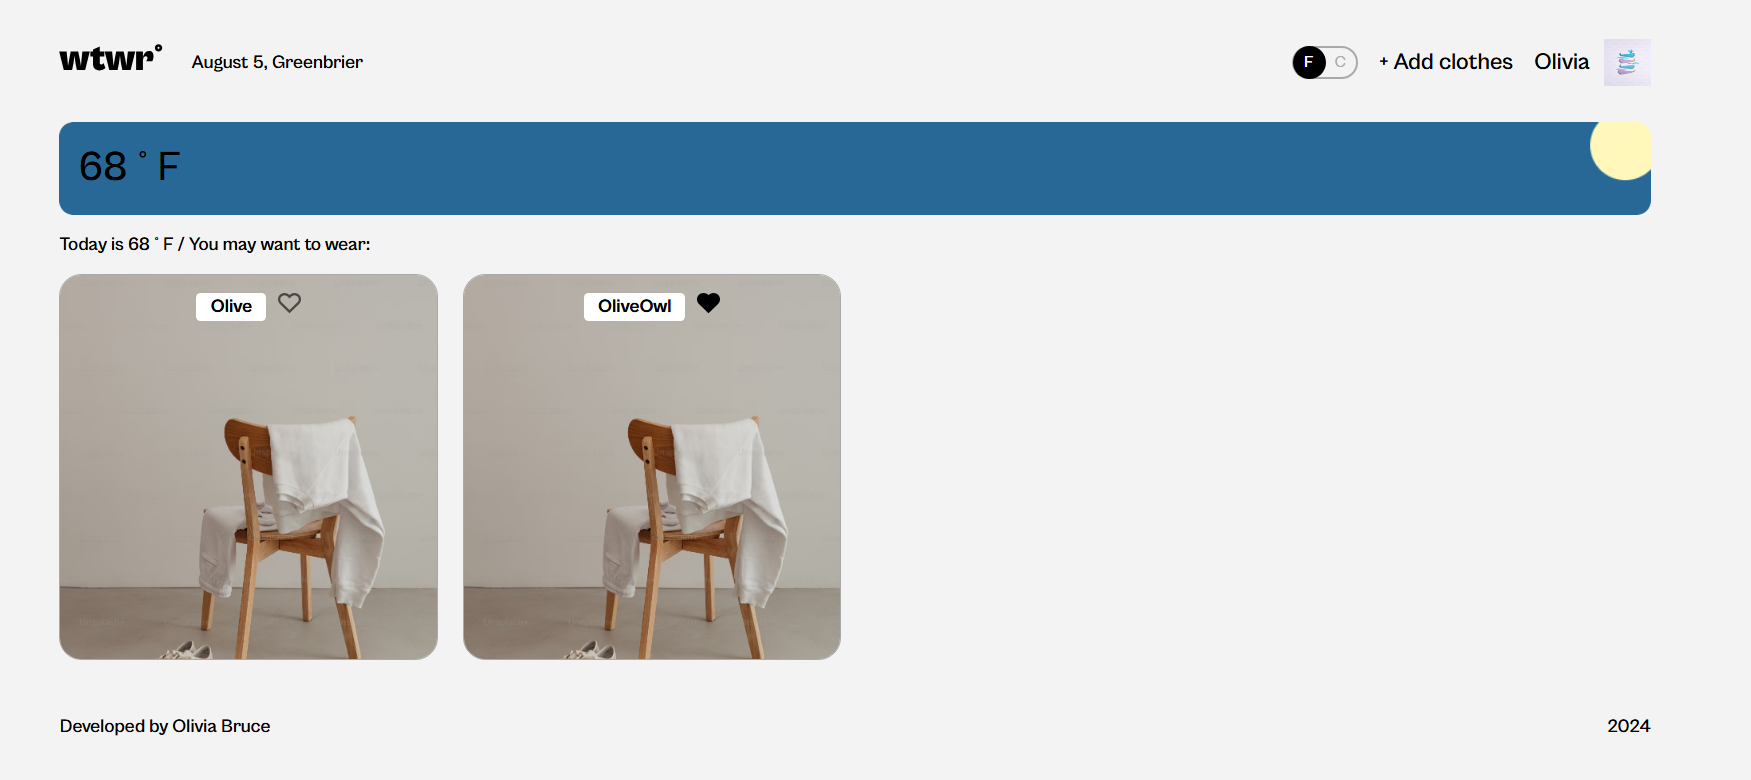 wtwr°
August 5, Greenbrier
F C
+ Add clothes
Olivia
68 ° F
Today is 68 ° F / You may want to wear:
Olive
OliveOwl
Developed by Olivia Bruce
2024